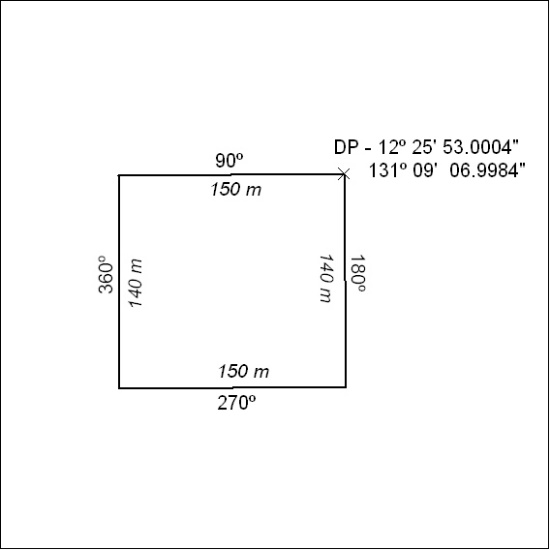 DP - 12º 25' 53.0004"
131º 09' 06.9984"
90º
150 m
360º
140 m
140 m
180º
150 m
270º